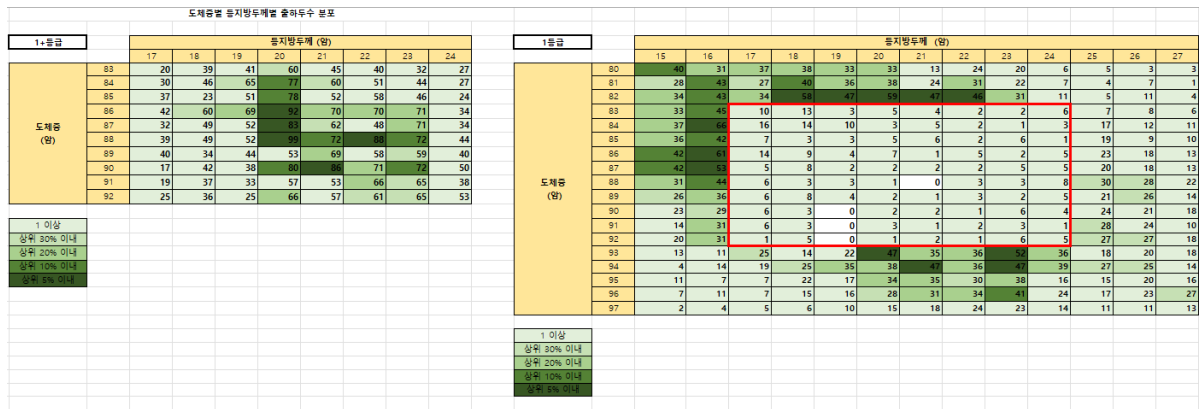 도체중별 등지방두께별 출하두수 분포
1+등급
등지방두께 (암)
17 18 19 20 21 22 23 24
83 20 39 41 60 45 40 32 27
84 30 46 65 77 60 51 44 27
85 37 23 51 78 52 58 46 24
86 42 60 69 92 70 70 71 34
도체중 (암)
87 32 49 52 83 62 48 71 34
88 39 49 52 99 72 88 72 44
89 40 34 44 53 69 58 59 40
90 17 42 38 80 86 71 72 50
91 19 37 33 57 53 66 65 38
92 25 36 25 66 57 61 65 53
1 이상
상위 30% 이내
상위 20% 이내
상위 10% 이내
상위 5% 이내
1등급
등지방두께 (암)
15 16 17 18 19 20 21 22 23 24 25 26 27
80 40 31 37 38 33 33 13 24 20 6 5 3 3
81 28 43 27 40 36 38 24 31 22 7 4 7 1
82 34 43 34 58 47 59 47 46 31 11 5 11 4
83 33 45 10 13 3 5 4 2 2 6 7 8 6
84 37 66 16 14 10 3 5 2 1 3 17 12 11
85 36 42 7 3 3 5 6 2 6 1 19 9 10
86 42 61 14 9 4 7 1 5 2 5 23 18 13
87 42 53 5 8 2 2 2 2 5 5 20 18 13
도체중 (암)
88 31 44 6 3 3 1 0 3 3 8 30 28 22
89 26 36 6 8 4 2 1 3 2 5 21 26 14
90 23 29 6 3 0 2 2 1 6 4 24 21 18
91 14 31 6 3 0 1 3 2 3 1 28 24 10
92 20 31 1 5 0 1 2 1 6 5 27 27 18
93 13 11 25 14 22 47 35 36 52 36 18 20 18
94 4 14 19 25 35 38 47 36 47 39 27 25 14
95 11 7 7 22 17 34 35 30 38 16 15 20 16
96 7 11 7 15 16 28 31 34 41 24 17 23 27
97 2 4 5 6 10 15 18 24 23 14 11 11 13
1 이상
상위 30% 이내
상위 20% 이내
상위 10% 이내
상위 5% 이내